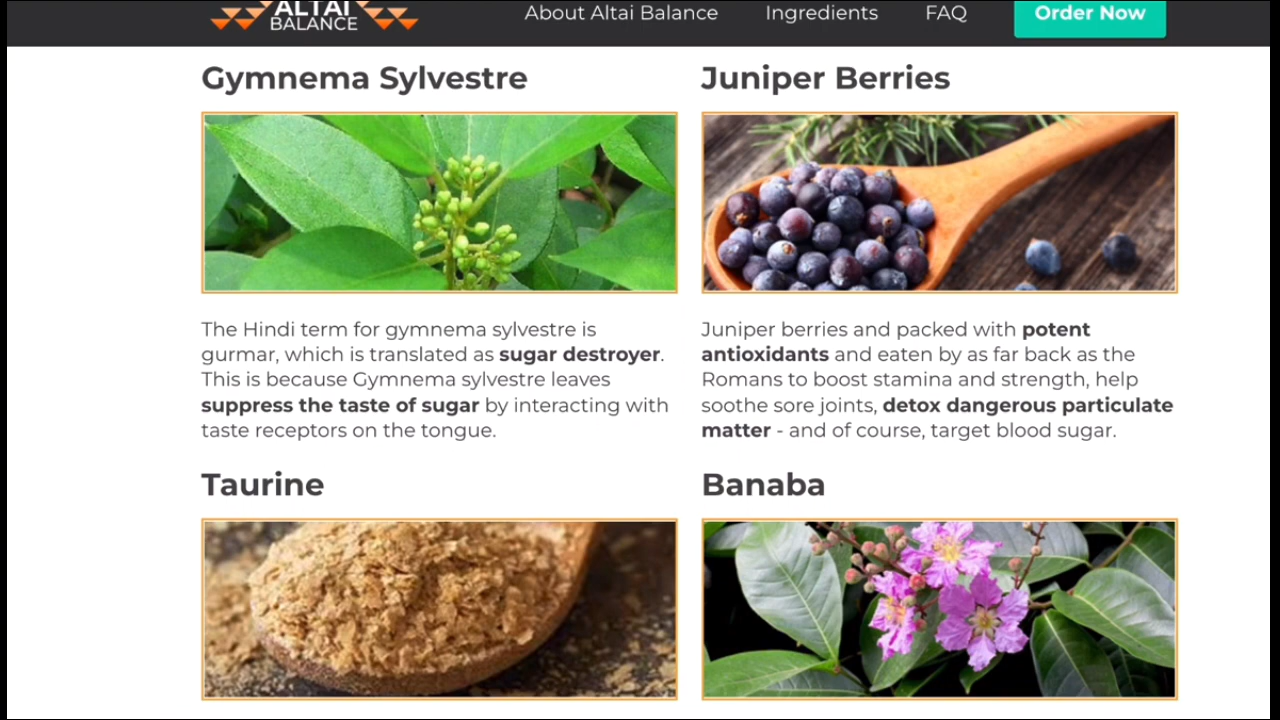 ALTAI
BALANCE
About Altai Balance
Ingredients
FAQ
Order Now
Gymnema Sylvestre
The Hindi term for gymnema sylvestre is
gurmar, which is translated as sugar destroyer.
This is because Gymnema sylvestre leaves
suppress the taste of sugar by interacting with
taste receptors on the tongue.
Juniper Berries
Juniper berries and packed with potent
antioxidants and eaten by as far back as the
Romans to boost stamina and strength, help
soothe sore joints, detox dangerous particulate
matter - and of course, target blood sugar.
Taurine
Banaba